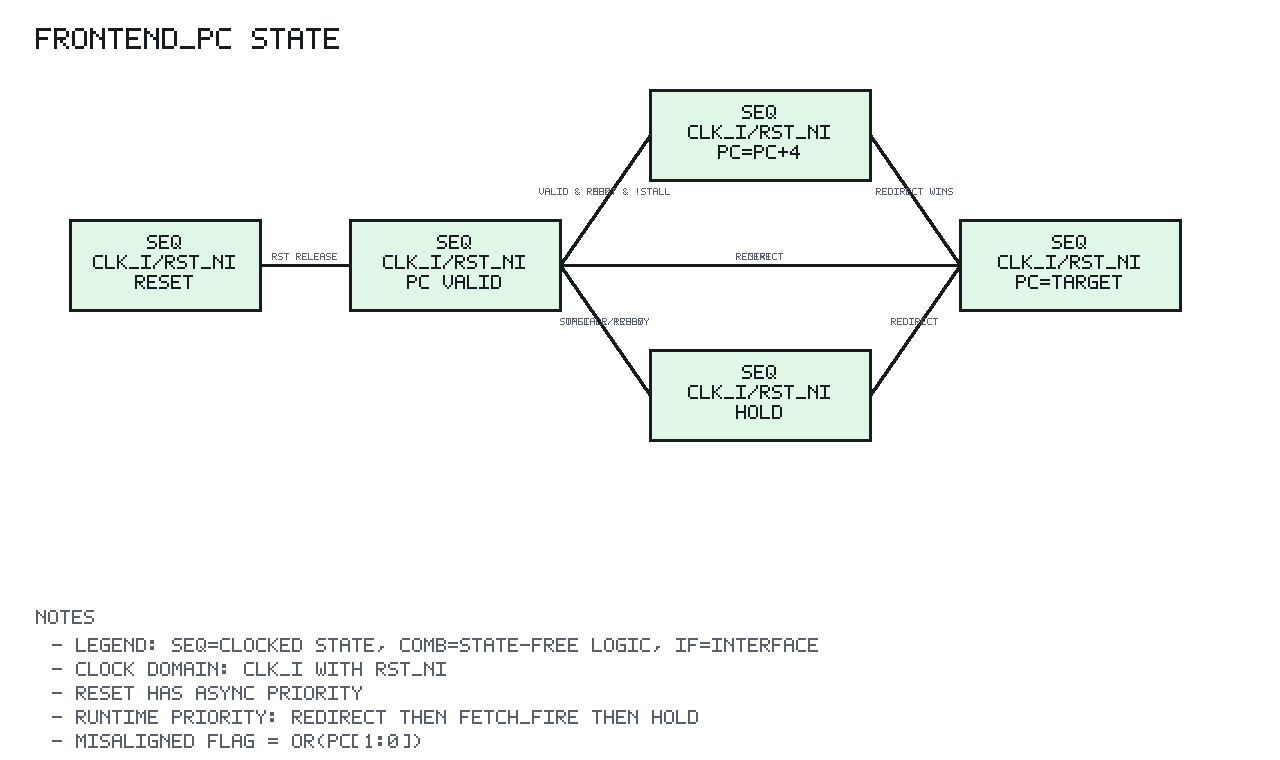 FRONTEND_PC STATE
SEQ
CLK_I/RST_NI
PC=PC+4
VALID & & !STALL
REDIRECT WINS
SEQ
CLK_I/RST_NI
RESET
RST RELEASE
SEQ
CLK_I/RST_NI
PC VALID
SEQ
CLK_I/RST_NI
PC=TARGET
REDIRECT
SEQ
CLK_I/RST_NI
HOLD
NOTES
- LEGEND: SEQ=CLOCKED STATE, COMB=STATE-FREE LOGIC, IF=INTERFACE
- CLOCK DOMAIN: CLK_I WITH RST_NI
- RESET HAS ASYNC PRIORITY
- RUNTIME PRIORITY: REDIRECT THEN FETCH_FIRE THEN HOLD
- MISALIGNED FLAG = OR(PC[1:0])